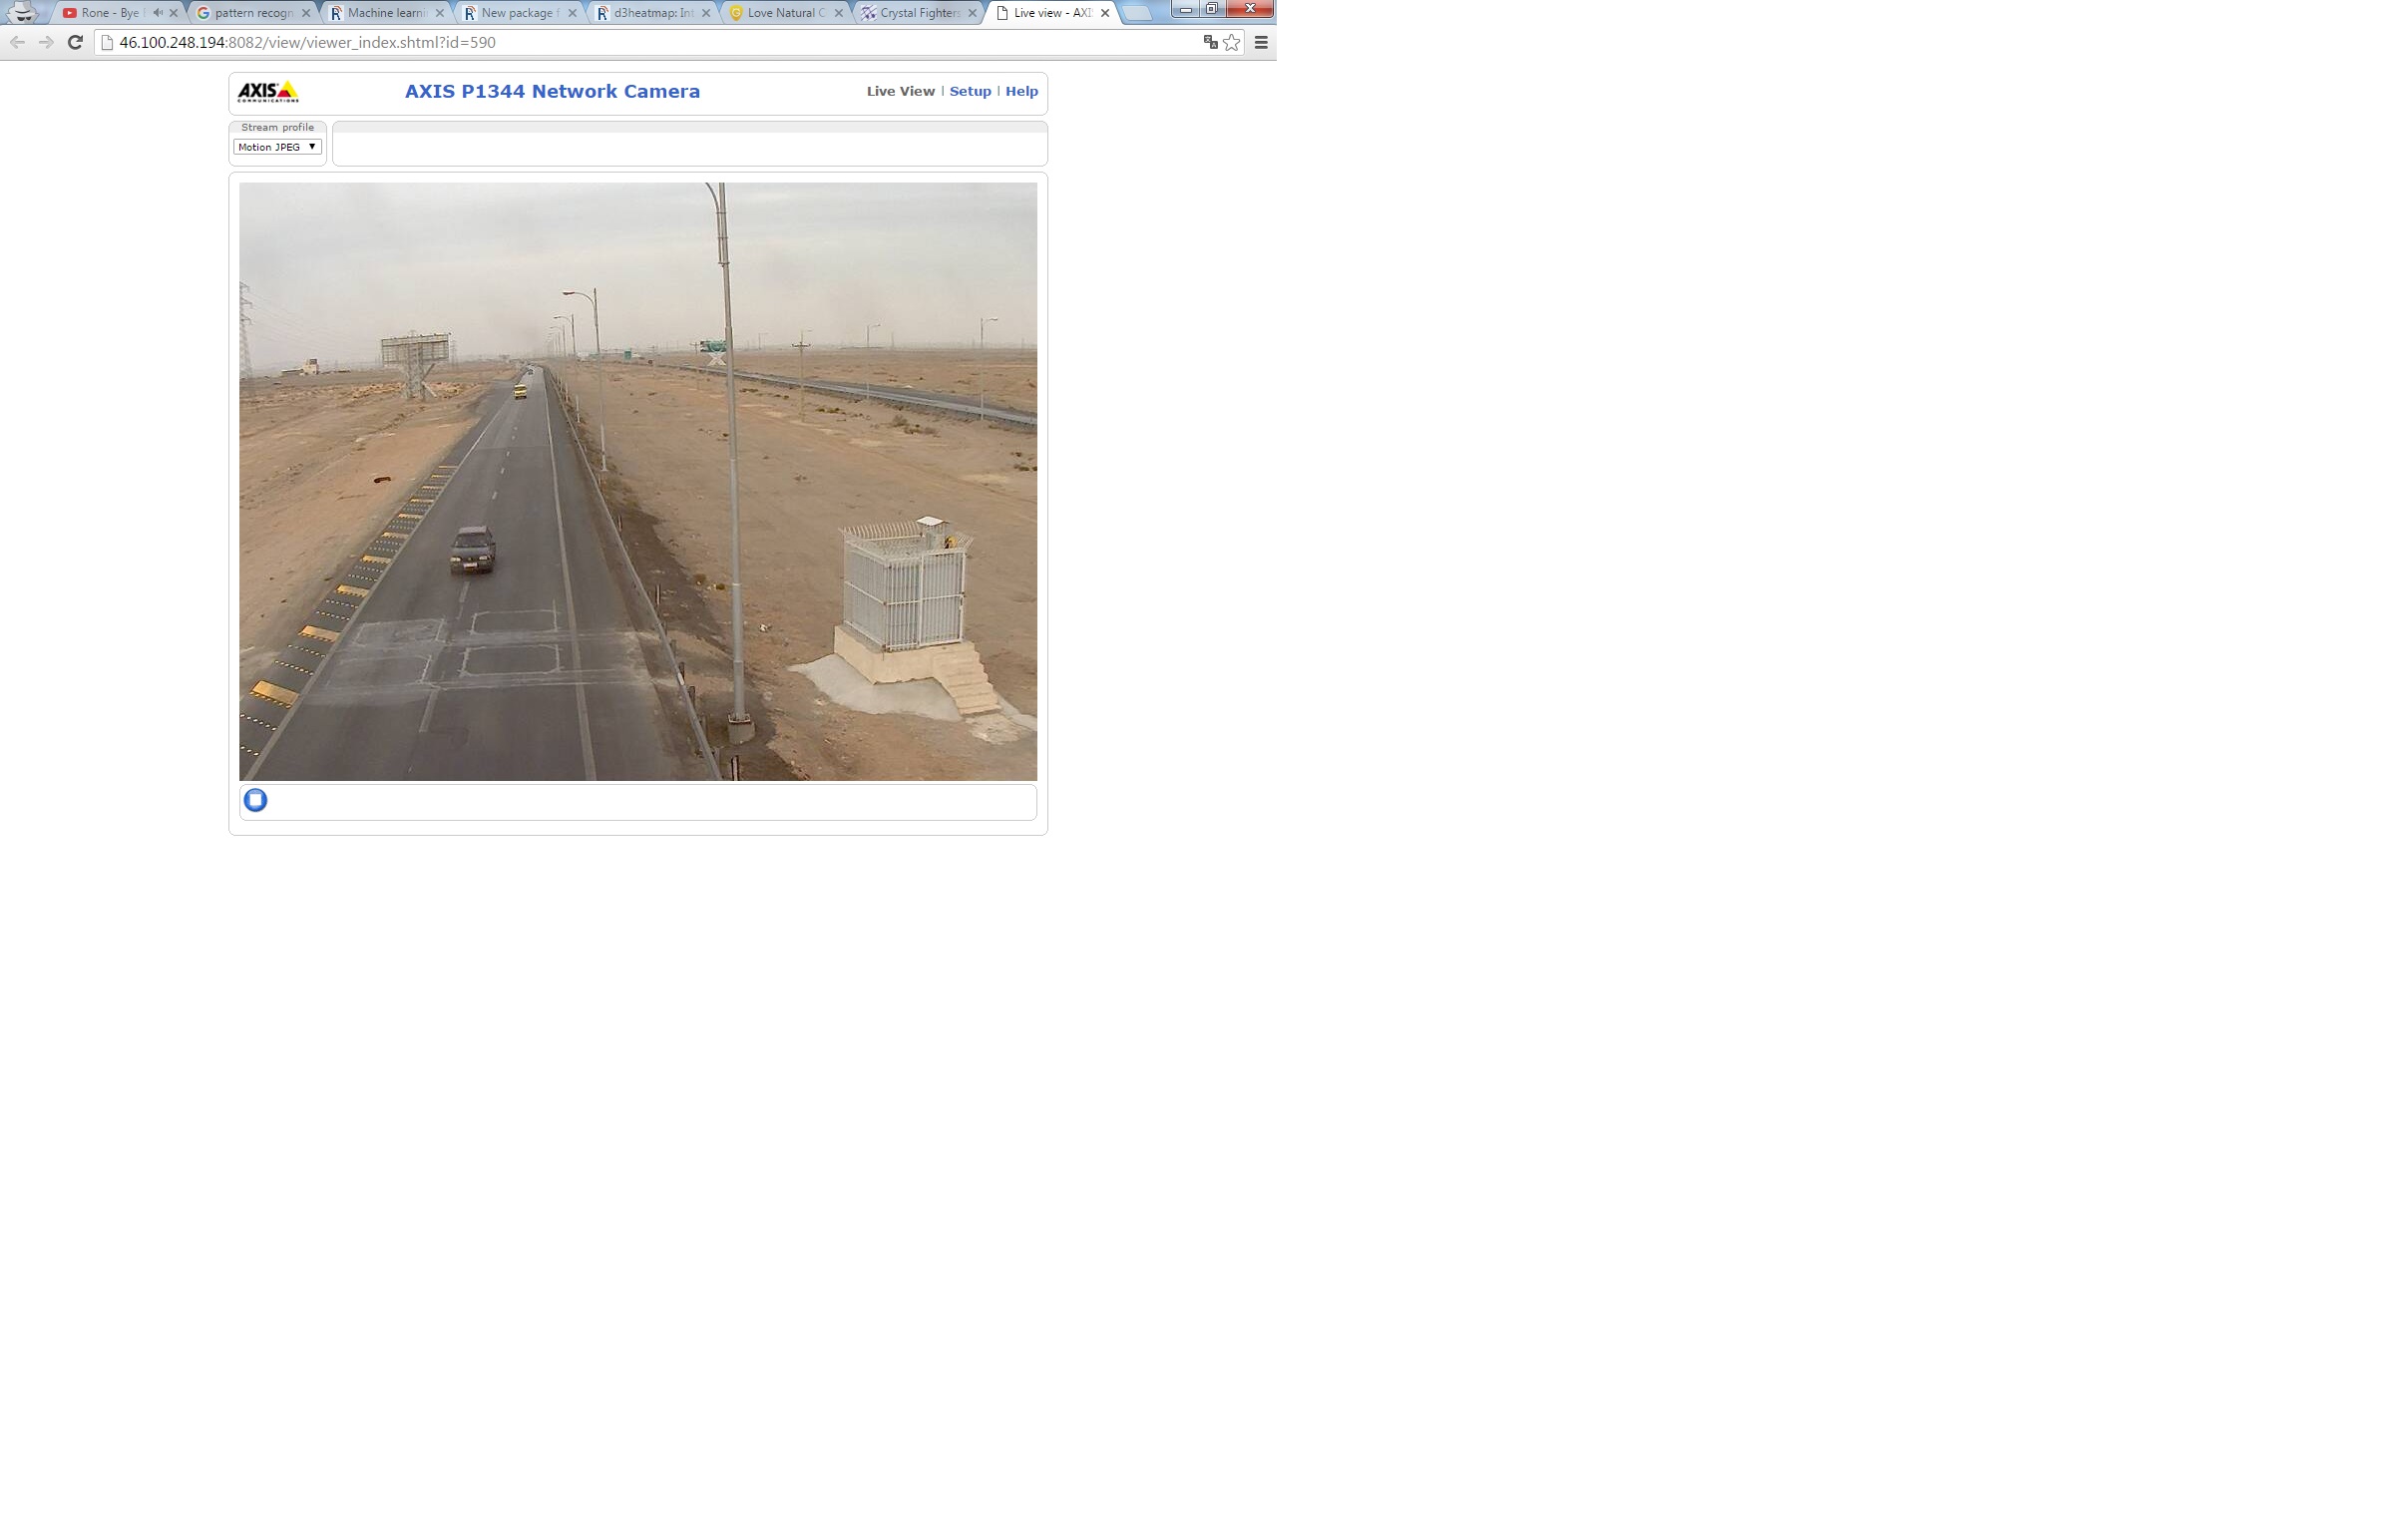 Rone - Bye
pattern recogn
Machine learni
New package f
d3heatmap: Int
Love Natural C
Crystal Fighters
Live view - AXI
46.100.248.194:8082/view/viewer_index.shtml?id=590
AXIS
COMMUNICATIONS
AXIS P1344 Network Camera
Live View | Setup | Help
Stream profile
Motion JPEG